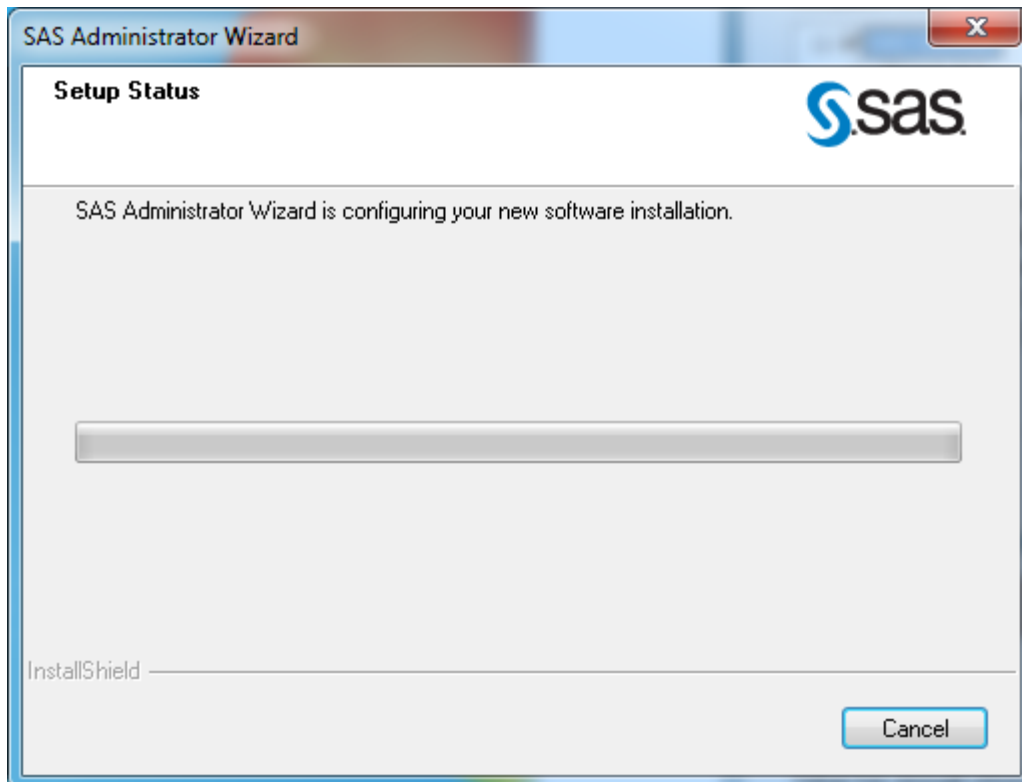 SAS Administrator Wizard
Setup Status
sas
SAS Administrator Wizard is configuring your new software installation.
InstallShield
Cancel